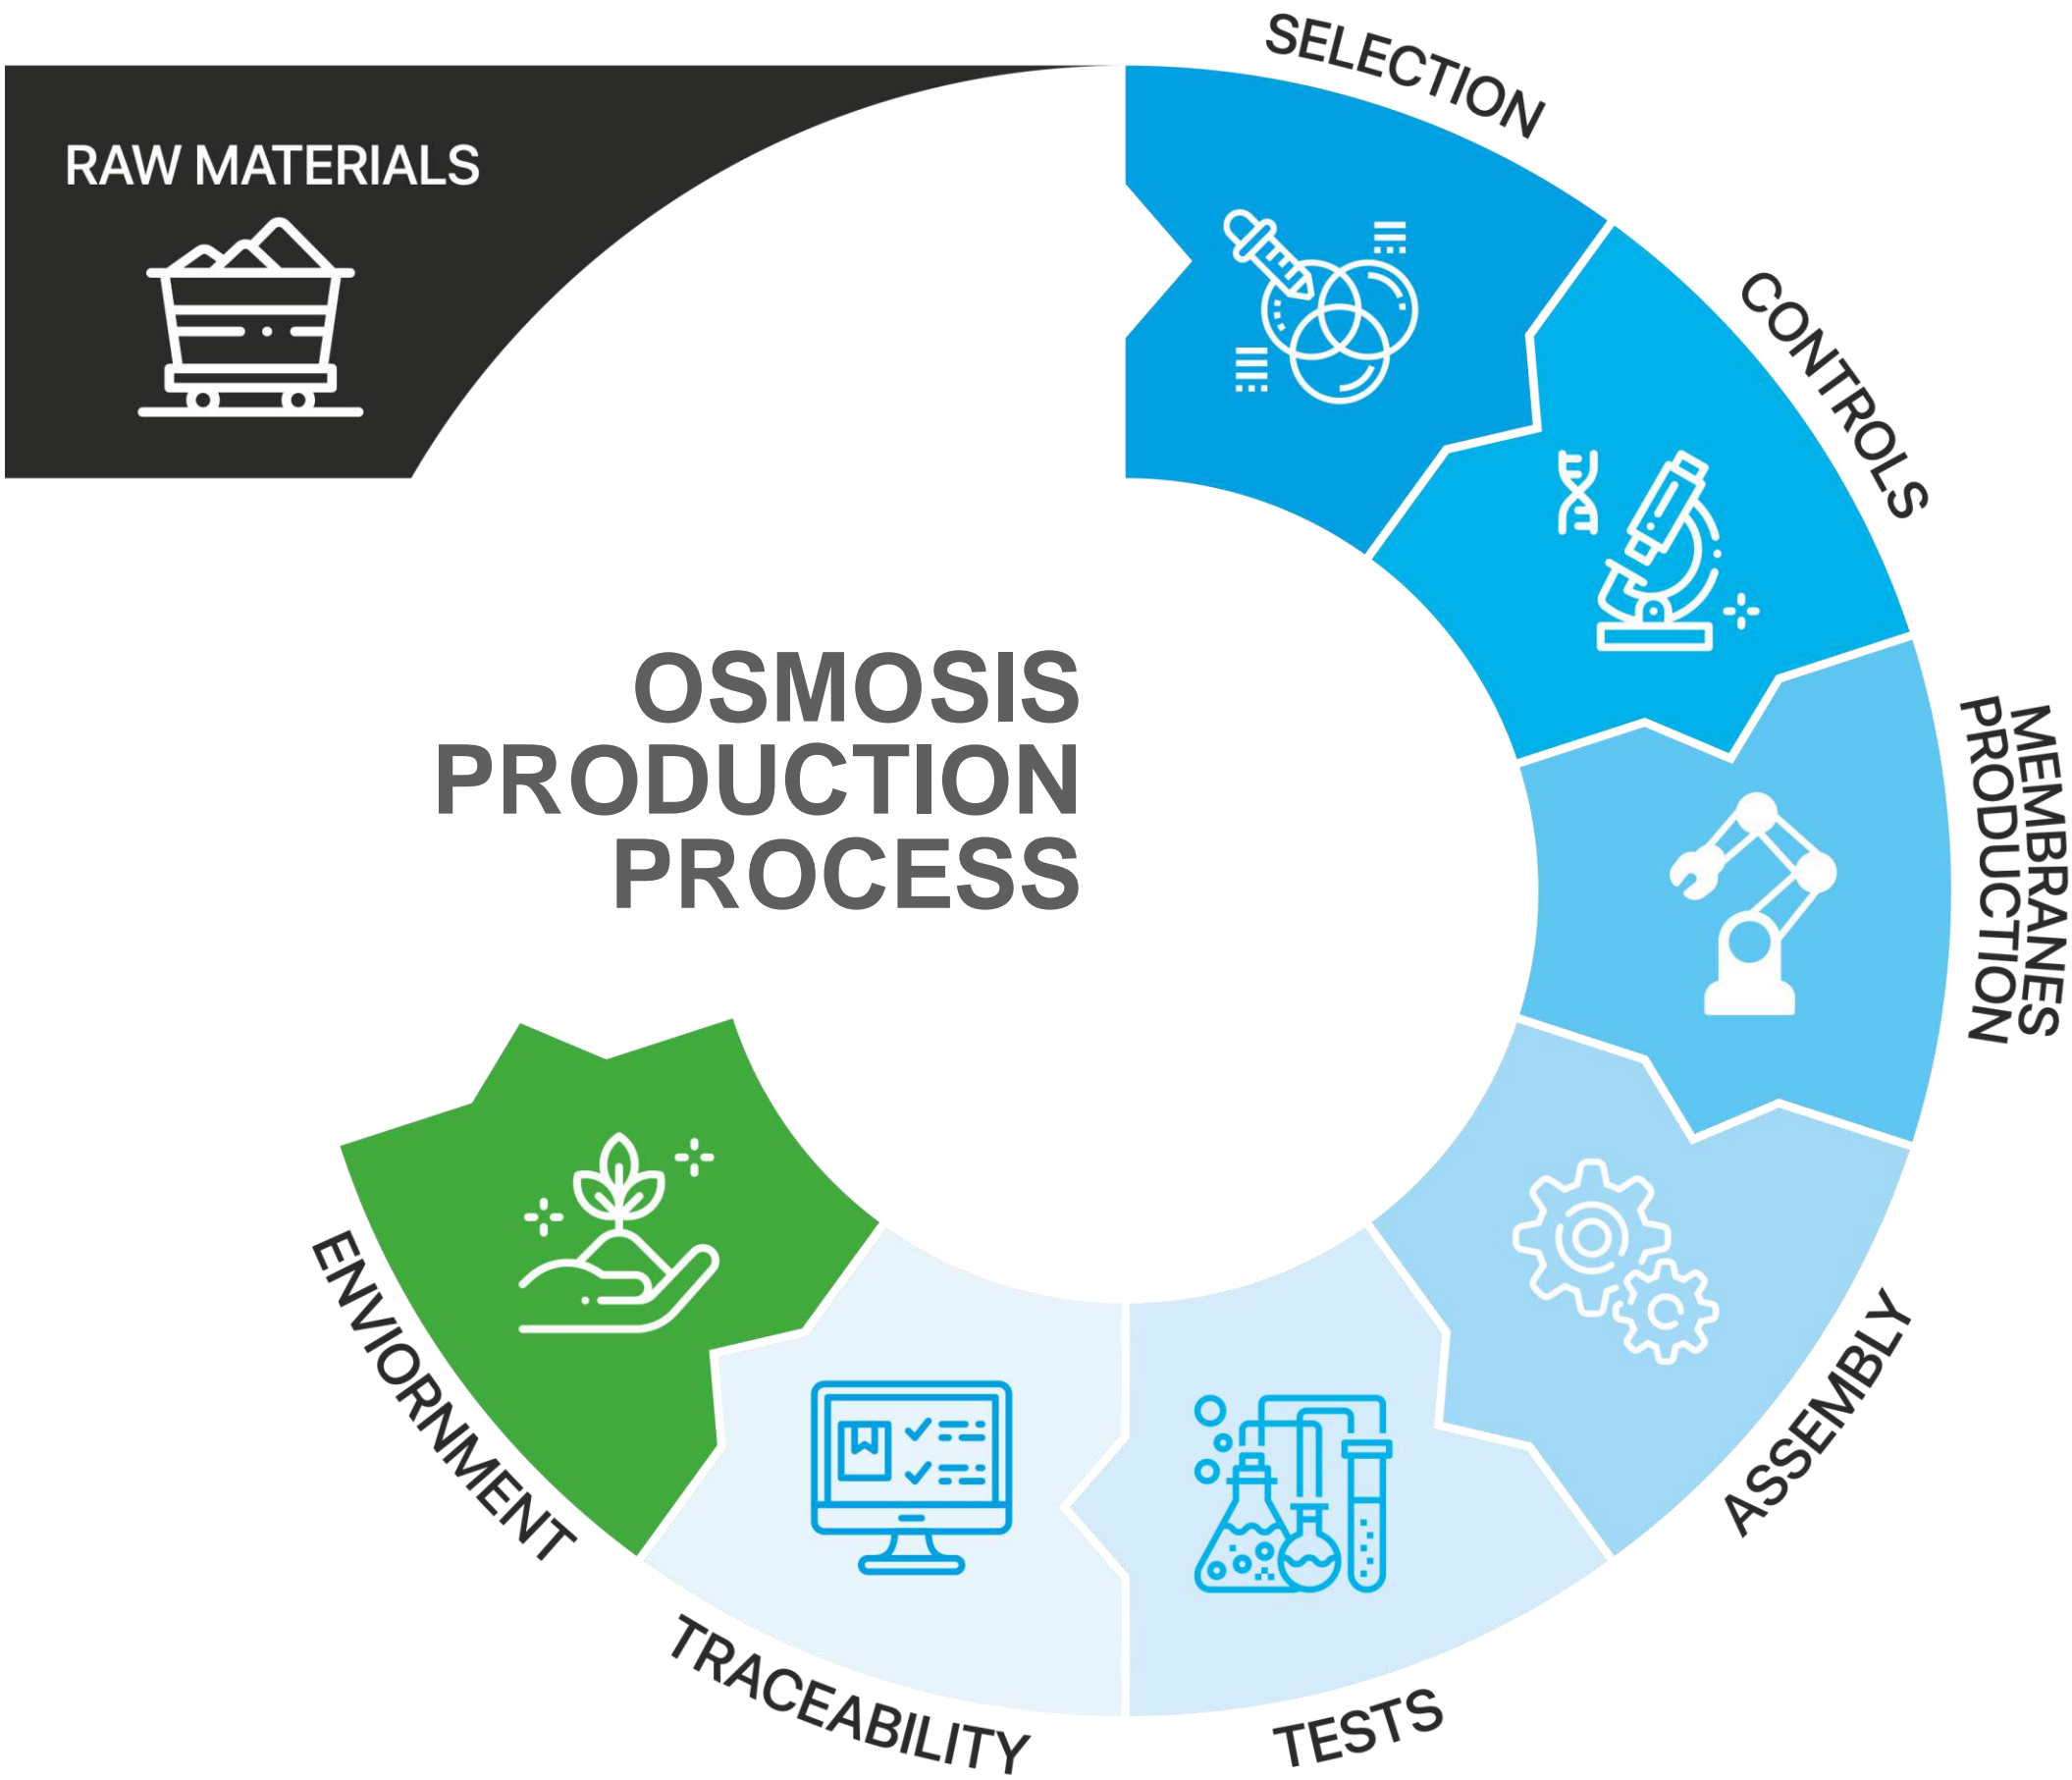 RAW MATERIALS
SELECTION
CONTROLS
MEMBRANES
PRODUCTION
ASSEMBLY
TESTS
TRACEABILITY
ENVIORNMENT
OSMOSIS
PRODUCTION
PROCESS